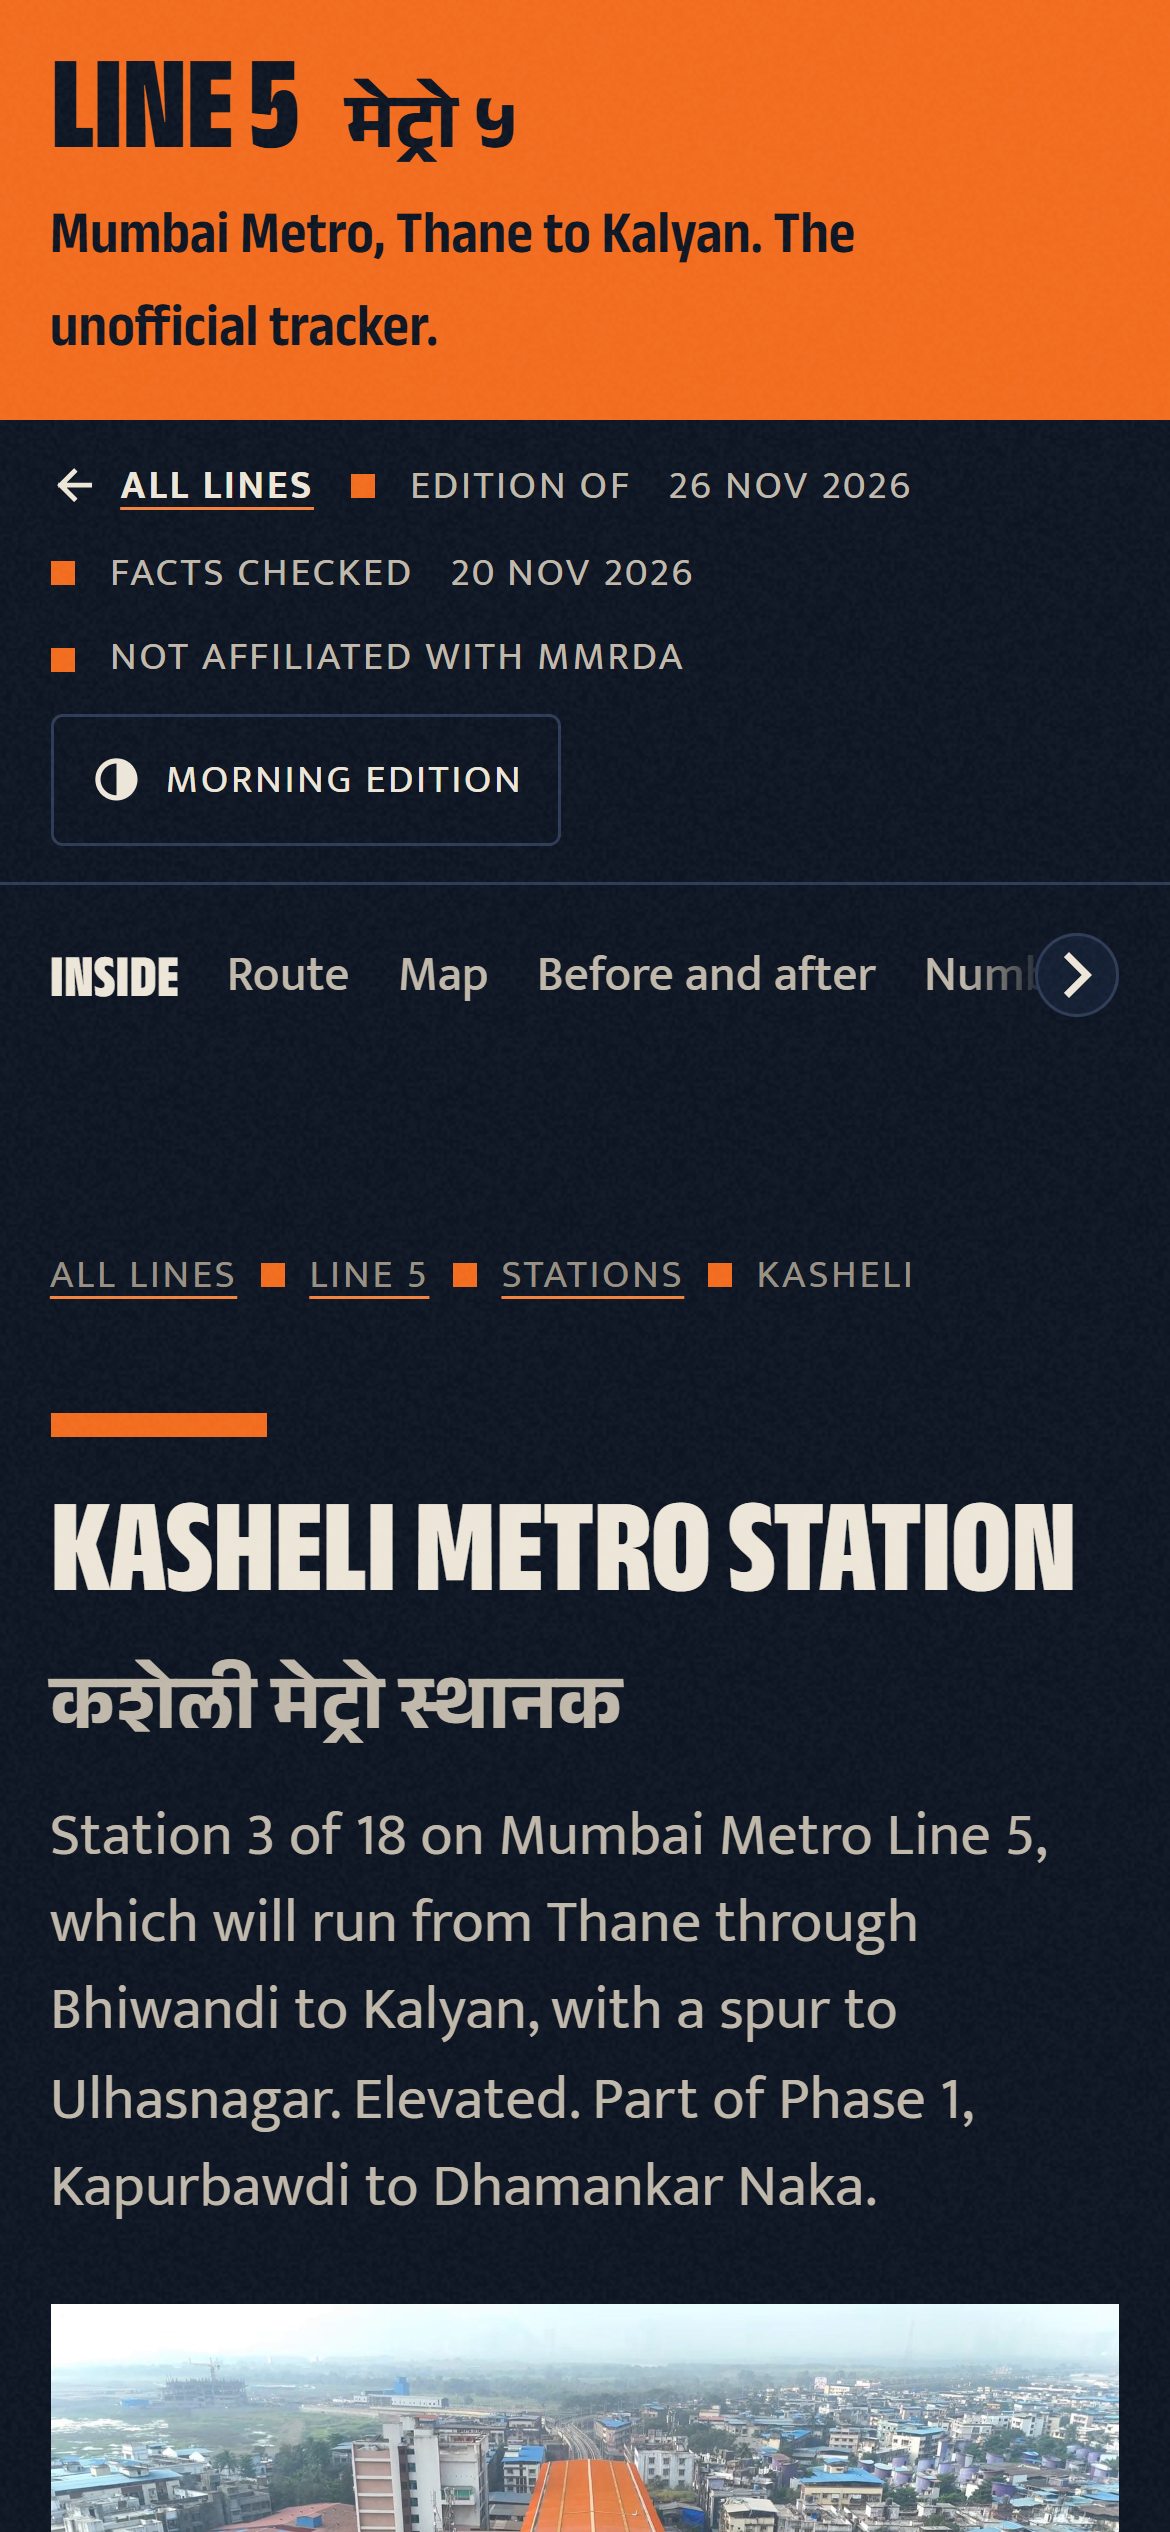 LINE 5 मेट्रो ५
Mumbai Metro, Thane to Kalyan. The
unofficial tracker.
ALL LINES EDITION OF 26 NOV 2026
FACTS CHECKED 20 NOV 2026
NOT AFFILIATED WITH MMRDA
MORNING EDITION
INSIDE Route Map Before and after
ALL LINES LINE 5 STATIONS KASHELI
KASHELI METRO STATION
कशेली मेट्रो स्थानक
Station 3 of 18 on Mumbai Metro Line 5,
which will run from Thane through
Bhiwandi to Kalyan, with a spur to
Ulhasnagar. Elevated. Part of Phase 1,
Kapurbawdi to Dhamankar Naka.